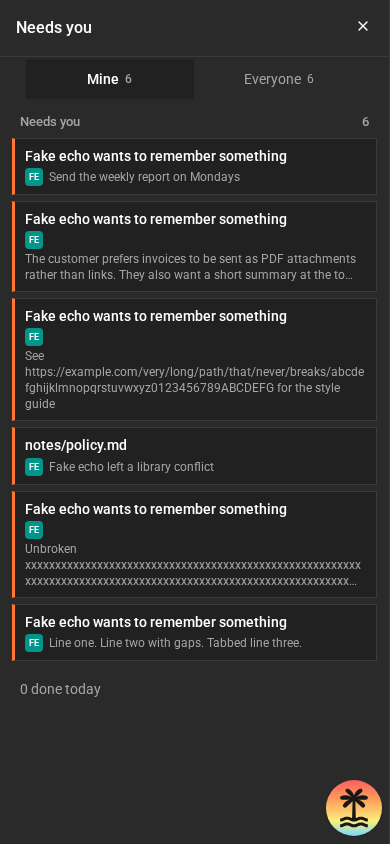 Needs you
Mine 6
Everyone 6
Needs you 6
Fake echo wants to remember something
FE Send the weekly report on Mondays
Fake echo wants to remember something
FE
The customer prefers invoices to be sent as PDF attachments
rather than links. They also want a short summary at the to…
Fake echo wants to remember something
FE
See
https://example.com/very/long/path/that/never/breaks/abcde
fghijklmnopqrstuvwxyz0123456789ABCDEFG for the style
guide
notes/policy.md
FE Fake echo left a library conflict
Fake echo wants to remember something
FE
Unbroken
xxxxxxxxxxxxxxxxxxxxxxxxxxxxxxxxxxxxxxxxxxxxxxxxxxxxxxxx
xxxxxxxxxxxxxxxxxxxxxxxxxxxxxxxxxxxxxxxxxxxxxxxxxxxxxx…
Fake echo wants to remember something
FE Line one. Line two with gaps. Tabbed line three.
0 done today